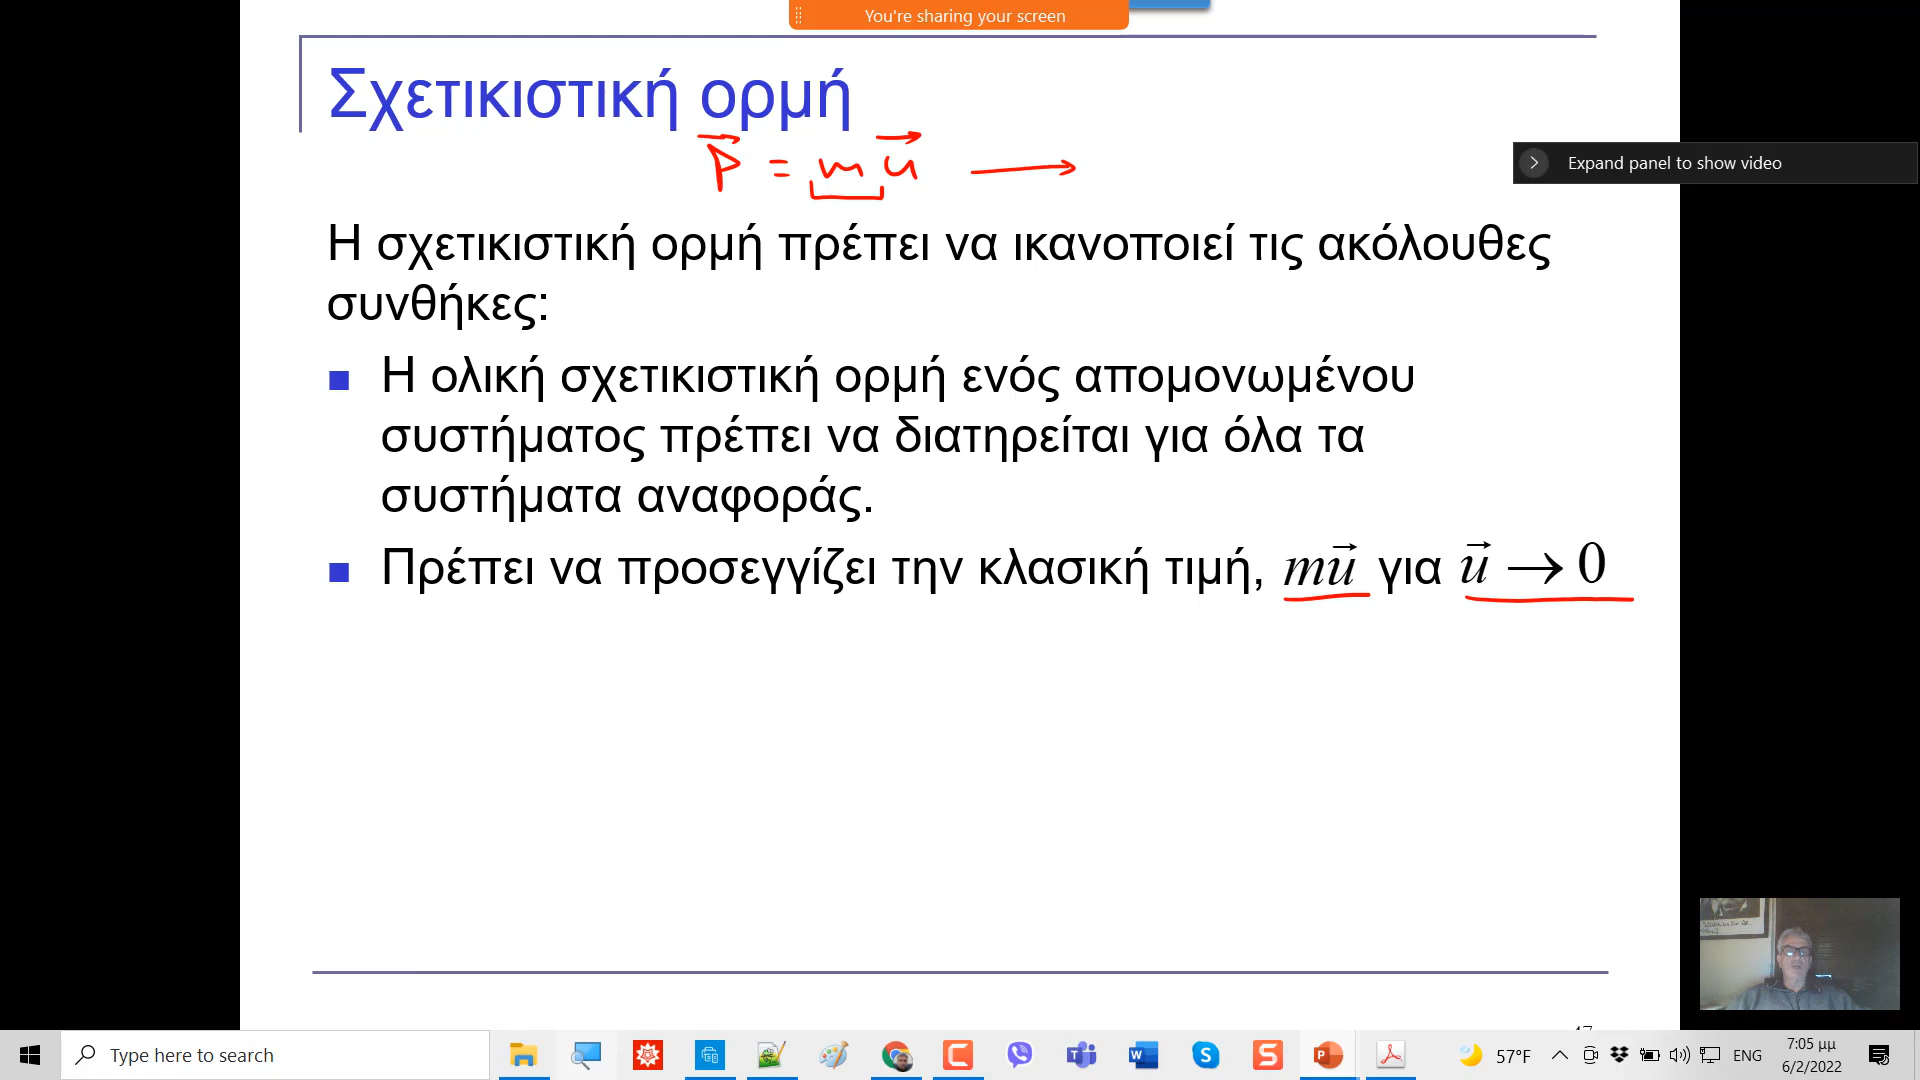 You're sharing your screen
Σχετικιστική ορμή
P⃗ = m u⃗ →
Expand panel to show video
Η σχετικιστική ορμή πρέπει να ικανοποιεί τις ακόλουθες
συνθήκες:
Η ολική σχετικιστική ορμή ενός απομονωμένου
συστήματος πρέπει να διατηρείται για όλα τα
συστήματα αναφοράς.
Πρέπει να προσεγγίζει την κλασική τιμή, mu⃗ για u⃗ → 0
Type here to search
57°F
ENG
7:05 μμ
6/2/2022